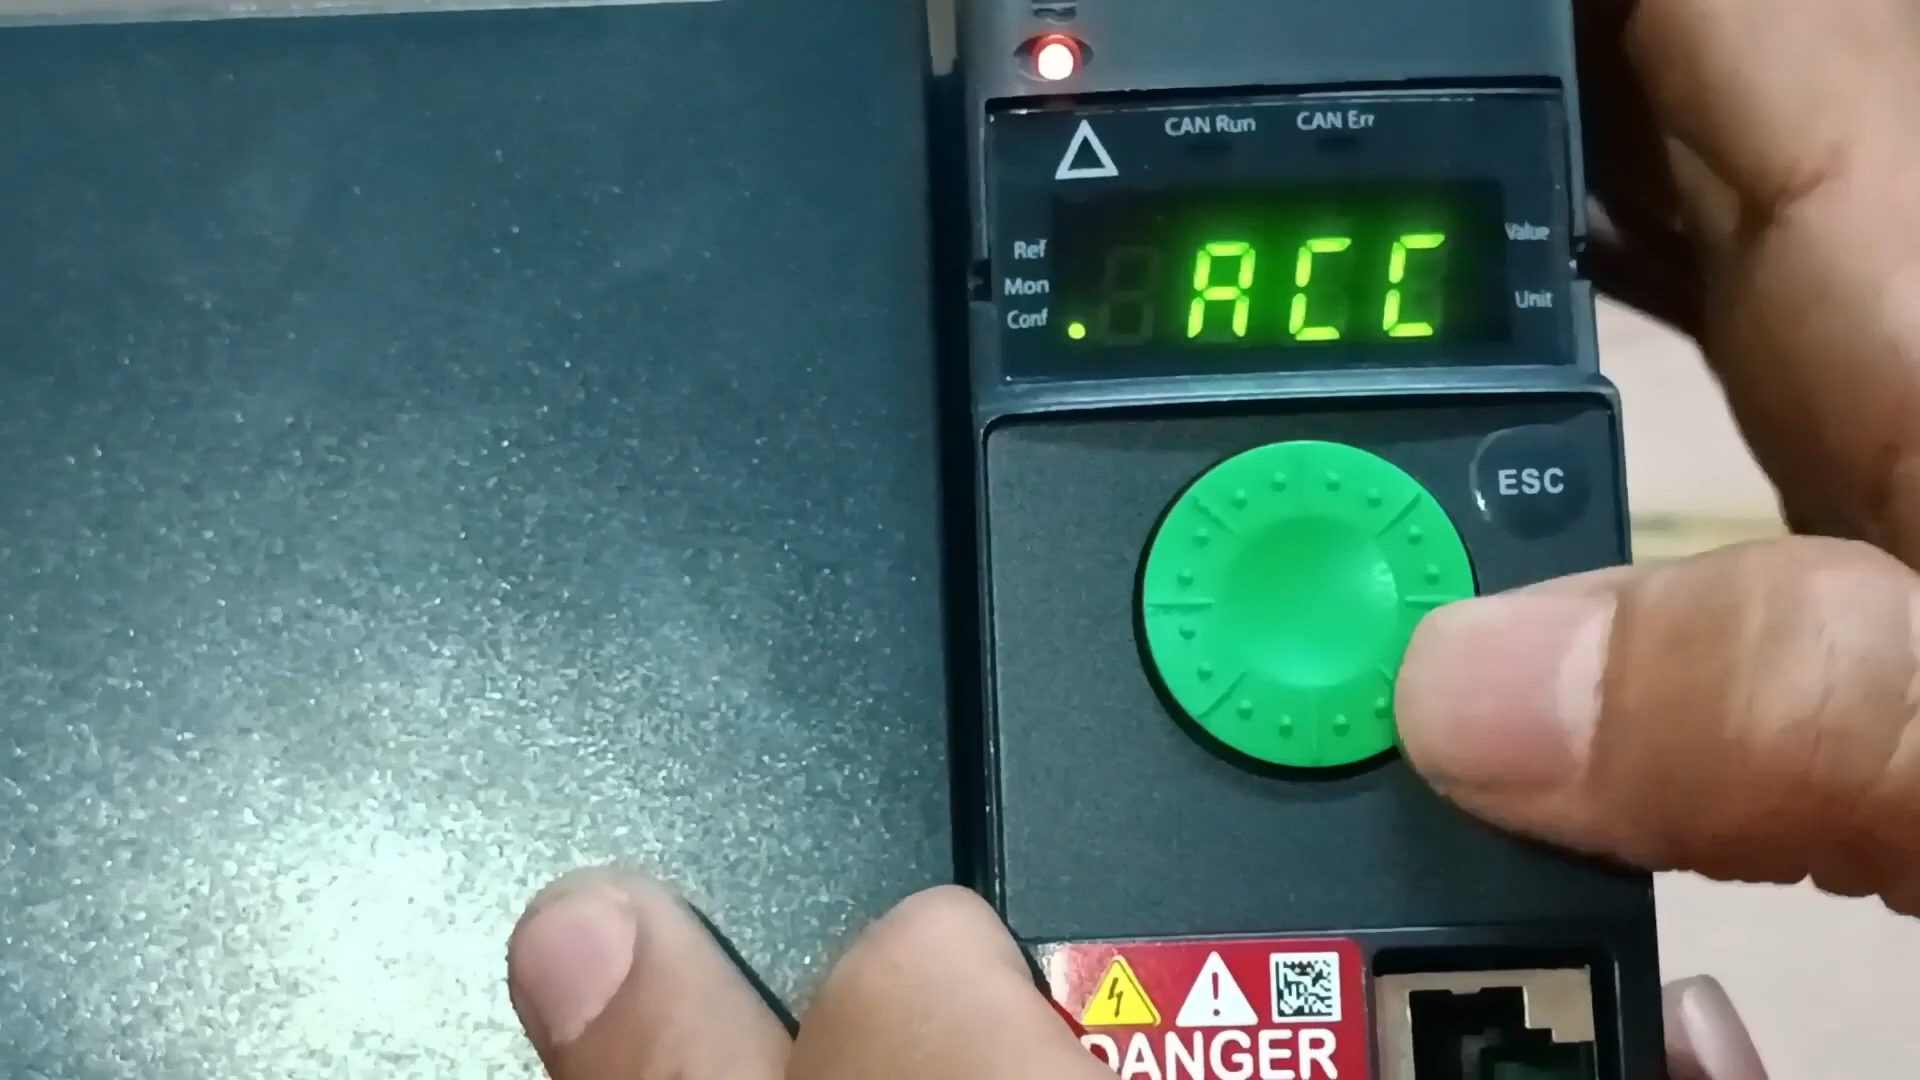 CAN Run CAN Err
Ref
Mon
Conf
. ACC
Value
Unit
ESC
DANGER